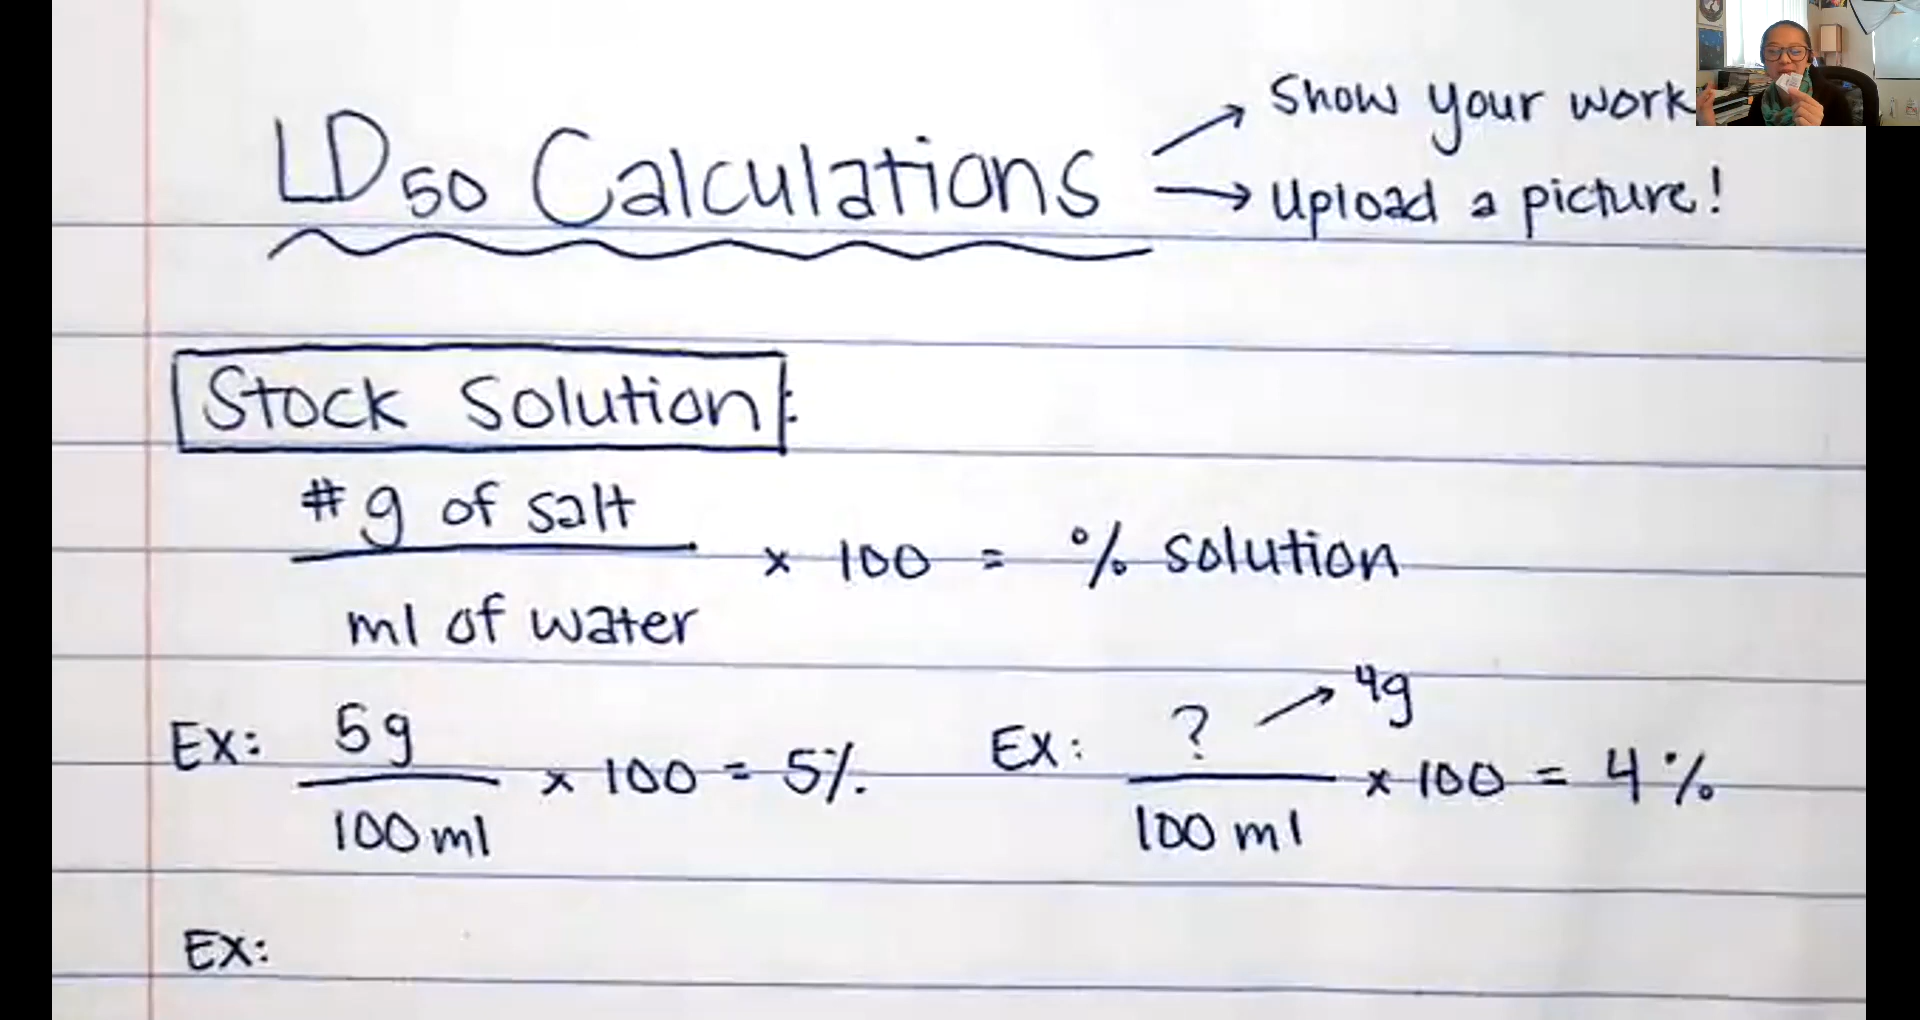 LD50 Calculations
→ Show your work
→ Upload a picture!
Stock Solution:
# g of salt
ml of water
x 100 = % solution
Ex: 5g
100 ml
x 100 = 5%
Ex: ? → 4g
100 ml
x 100 = 4%
Ex: